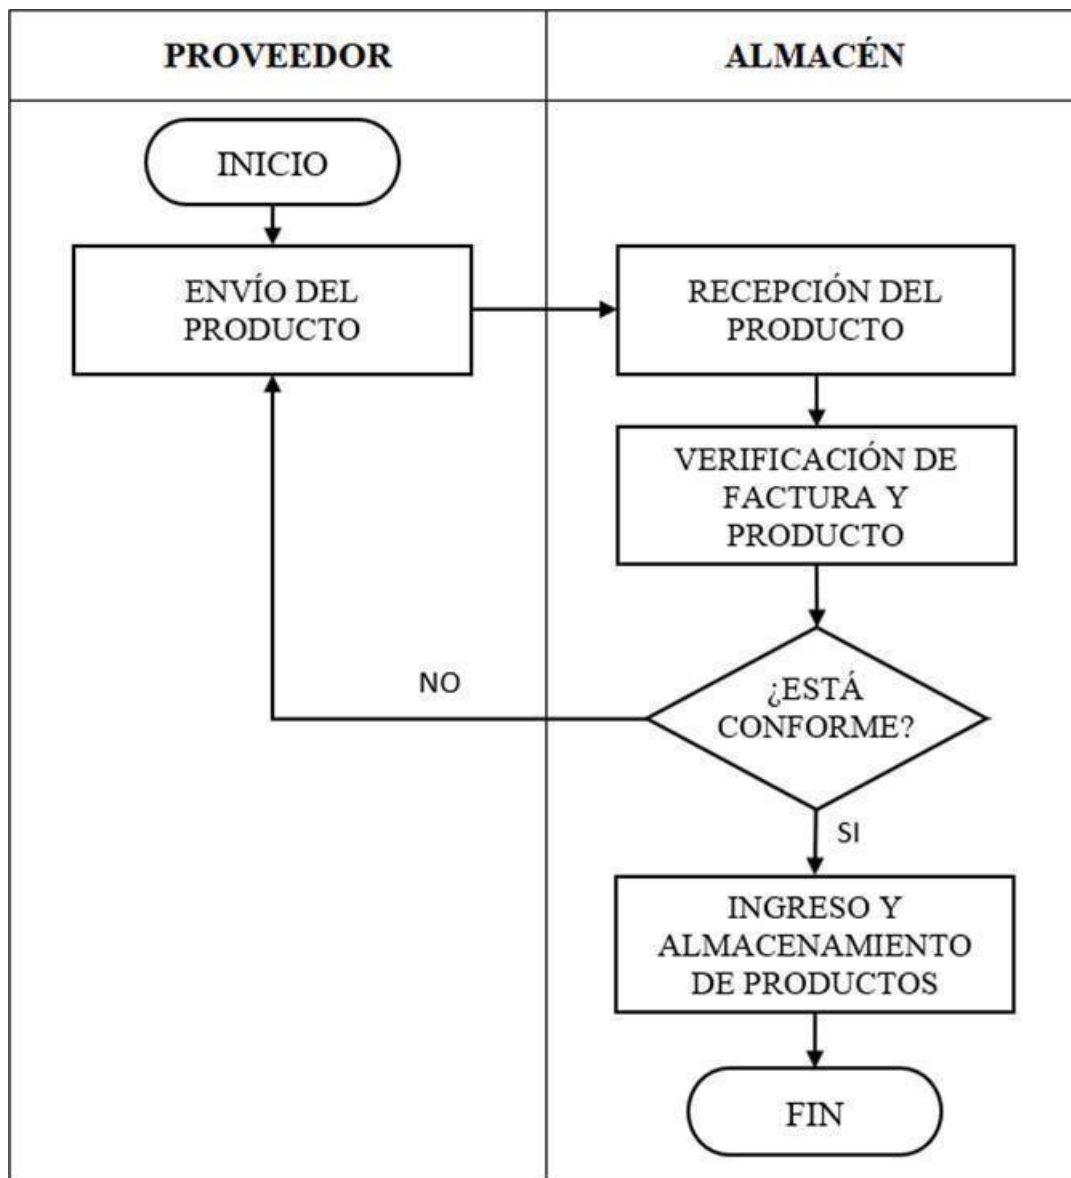 PROVEEDOR
ALMACÉN
INICIO
ENVÍO DEL
PRODUCTO
RECEPCIÓN DEL
PRODUCTO
VERIFICACIÓN DE
FACTURA Y
PRODUCTO
¿ESTÁ
CONFORME?
NO
SI
INGRESO Y
ALMACENAMIENTO
DE PRODUCTOS
FIN